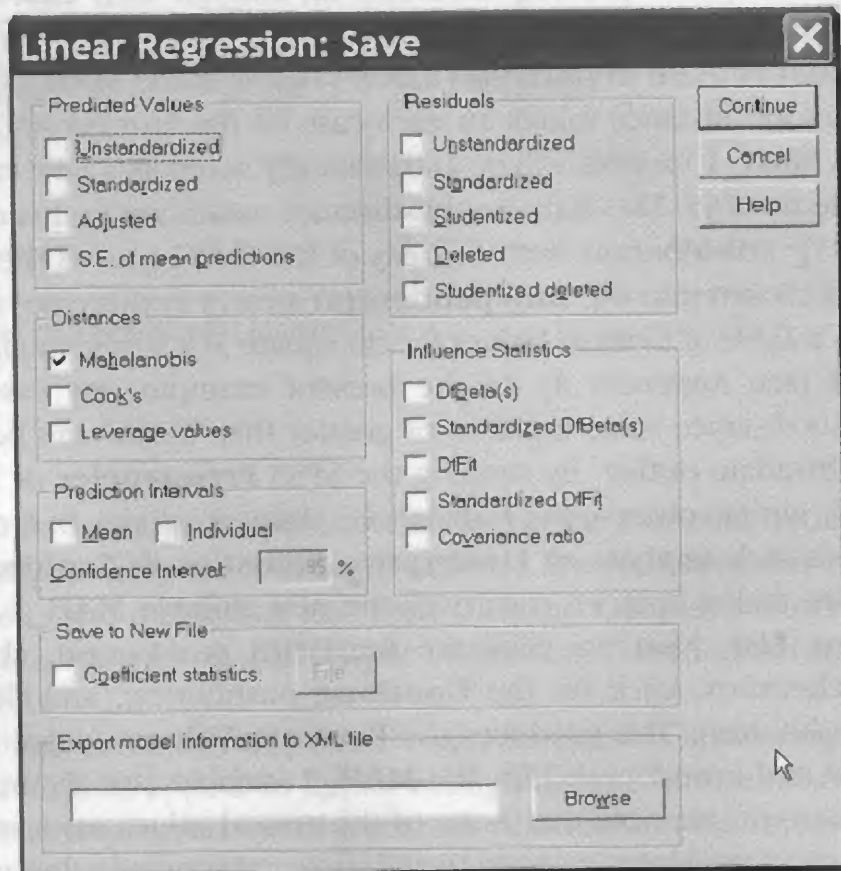 Linear Regression: Save
Predicted Values
Unstandardized
Standardized
Adjusted
S.E. of mean predictions
Distances
Mahalanobis
Cook's
Leverage values
Prediction Intervals
Mean Individual
Confidence Interval: 95 %
Residuals
Unstandardized
Standardized
Studentized
Deleted
Studentized deleted
Influence Statistics
DfBeta(s)
Standardized DfBeta(s)
DfFit
Standardized DfFit
Covariance ratio
Continue
Cancel
Help
Save to New File
Coefficient statistics: File
Export model information to XML file
Browse